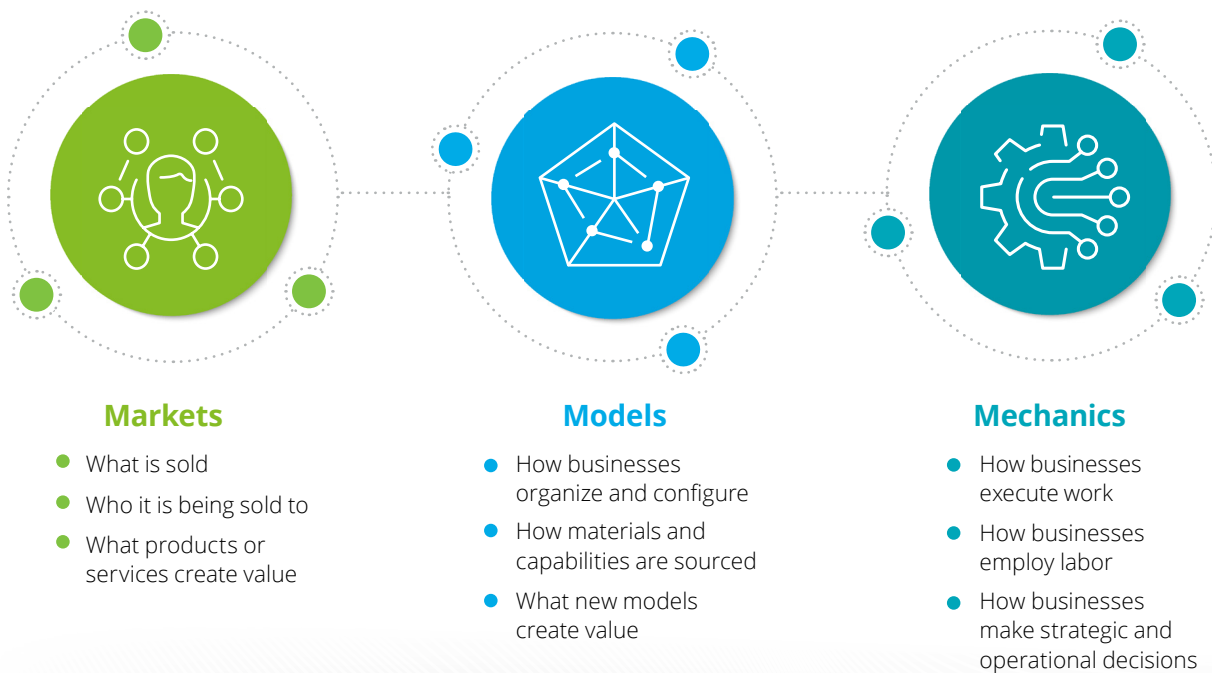 Markets
What is sold
Who it is being sold to
What products or
services create value
Models
How businesses
organize and configure
How materials and
capabilities are sourced
What new models
create value
Mechanics
How businesses
execute work
How businesses
employ labor
How businesses
make strategic and
operational decisions